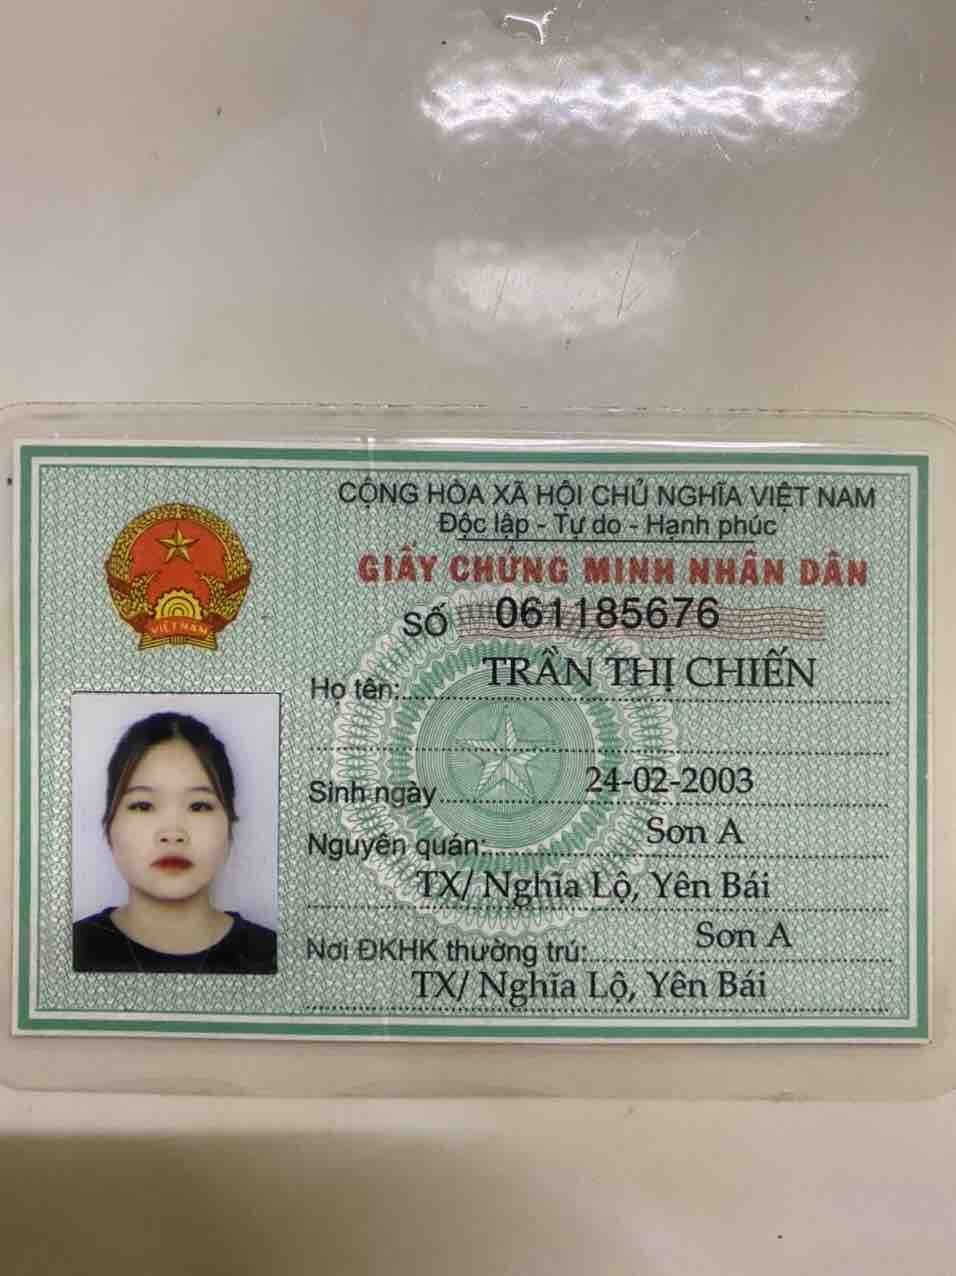 CỘNG HÒA XÃ HỘI CHỦ NGHĨA VIỆT NAM
Độc lập - Tự do - Hạnh phúc
GIẤY CHỨNG MINH NHÂN DÂN
SỐ 061185676
VIỆT NAM
Họ tên: TRẦN THỊ CHIẾN
Sinh ngày 24-02-2003
Nguyên quán: Sơn A
TX/ Nghĩa Lộ, Yên Bái
Nơi ĐKHK thường trú: Sơn A
TX/ Nghĩa Lộ, Yên Bái